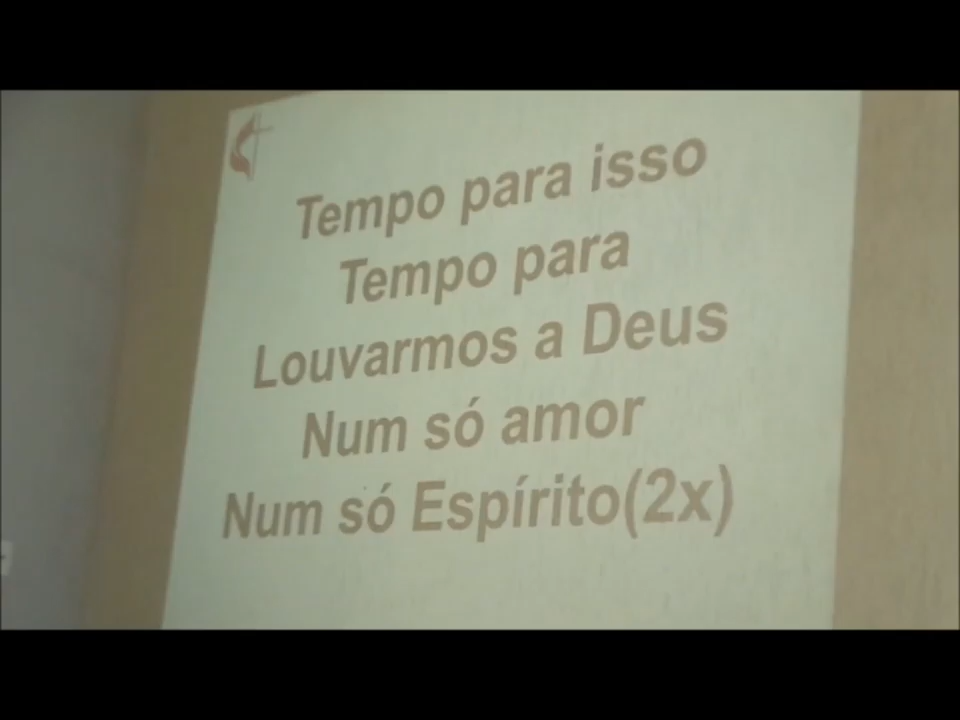 Tempo para isso
Tempo para
Louvarmos a Deus
Num só amor
Num só Espírito(2x)